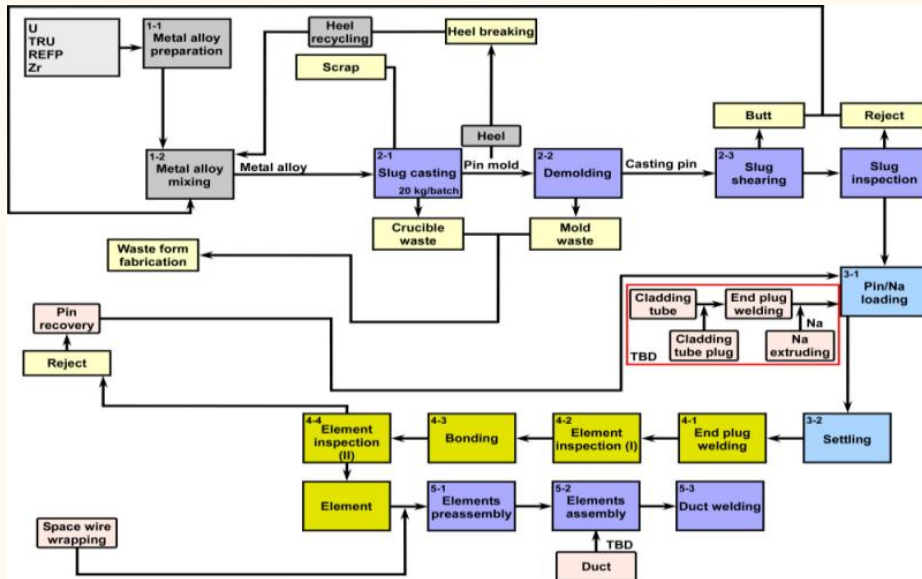 U
TRU
REFP
Zr
1-1
Metal alloy
preparation
Heel
recycling
Heel breaking
Scrap
Butt
Reject
1-2
Metal alloy
mixing
Metal alloy
2-1
Slug casting
20 kg/batch
Heel
Pin mold
2-2
Demolding
Casting pin
2-3
Slug
shearing
Slug
inspection
Crucible
waste
Mold
waste
Waste form
fabrication
3-1
Pin/Na
loading
Cladding
tube
End plug
welding
Na
Cladding
tube plug
Na
extruding
TBD
Pin
recovery
Reject
4-4
Element
inspection
(II)
4-3
Bonding
4-2
Element
inspection (I)
4-1
End plug
welding
3-2
Settling
Element
5-1
Elements
preassembly
5-2
Elements
assembly
5-3
Duct welding
Space wire
wrapping
TBD
Duct